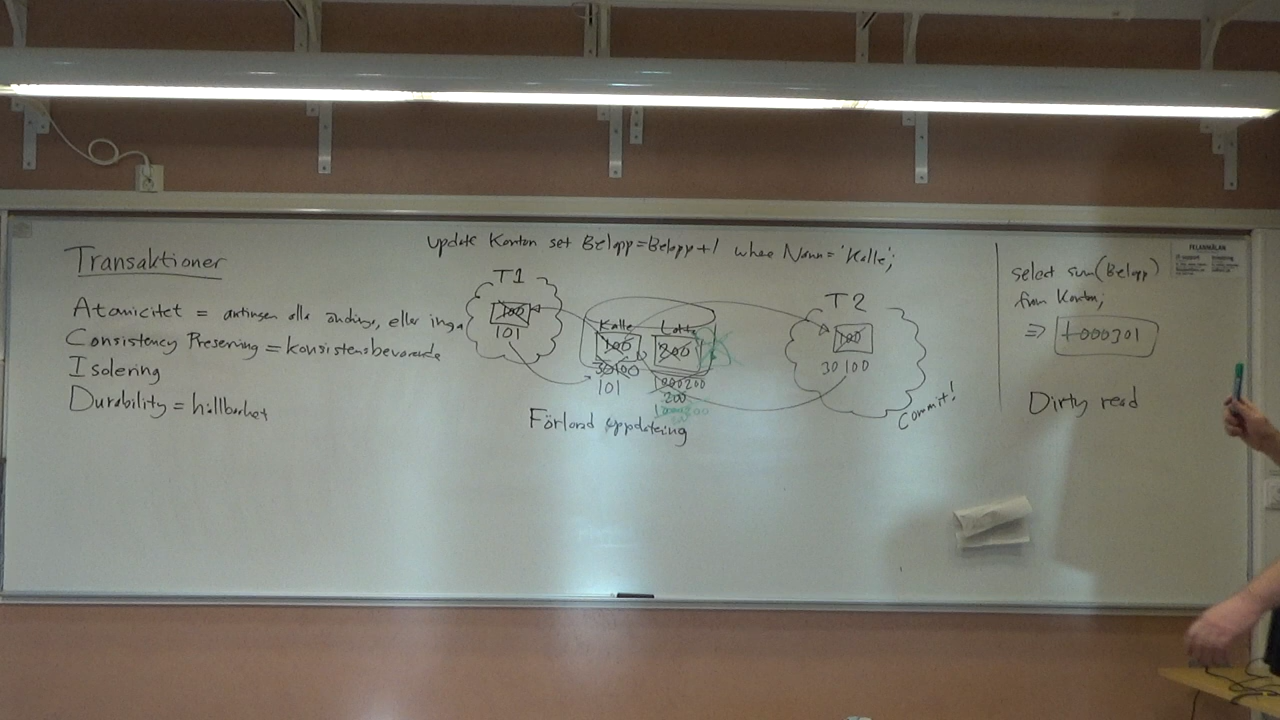 update Konton set Belopp=Belopp+1 where Namn='Kalle';
Transaktioner
Atomicitet = antingen alla ändringar, eller inga
Consistency Preserving = konsistensbevarande
Isolering
Durability = hållbarhet
T1
100
101
Kalle
100
30100
101
Lotta
200
1000200
200
Förlorad uppdatering
T2
100
30100
Commit!
select sum(Belopp)
from Konton;
⇒ 1000301
Dirty read
FELANMÄLAN